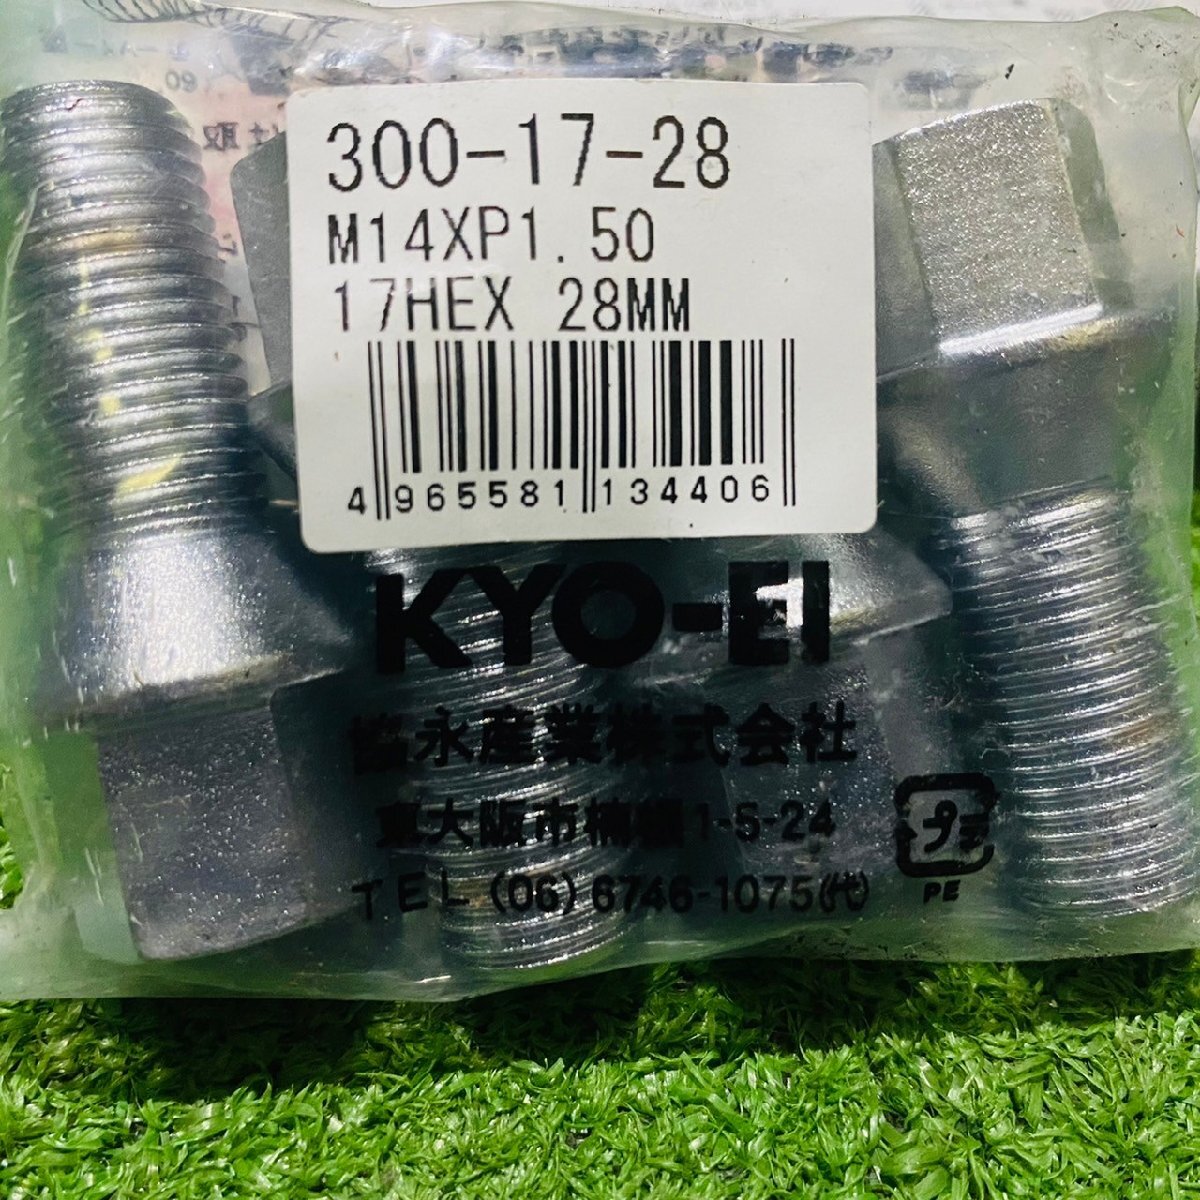 300-17-28
M14XP1.50
17HEX 28MM
4 965581 134406
KYO-EI
協永産業株式会社
東大阪市楠根1-5-24
TEL (06) 6746-1075(代)
プラ
PE